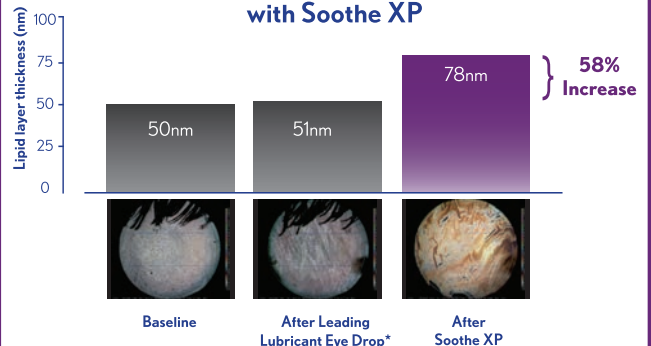 with Soothe XP
Lipid layer thickness (nm)
100
75
50
25
0
50nm
51nm
78nm
58%
Increase
Baseline
After Leading
Lubricant Eye Drop*
After
Soothe XP